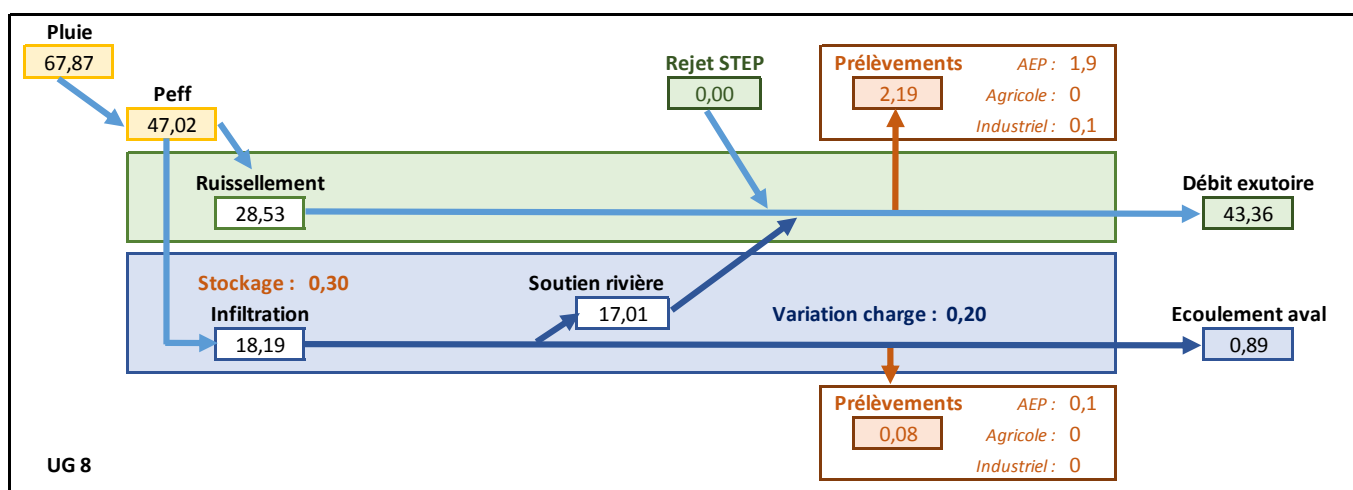 Pluie
67,87
Peff
47,02
Rejet STEP
0,00
Prélèvements
2,19
AEP : 1,9
Agricole : 0
Industriel : 0,1
Ruissellement
28,53
Débit exutoire
43,36
Stockage : 0,30
Infiltration
18,19
Soutien rivière
17,01
Variation charge : 0,20
Ecoulement aval
0,89
Prélèvements
0,08
AEP : 0,1
Agricole : 0
Industriel : 0
UG 8